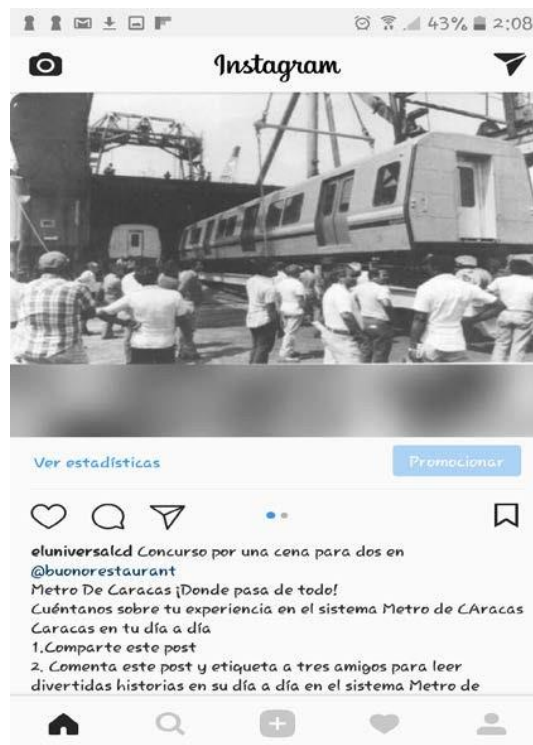 43% 2:08
Instagram
Ver estadísticas
Promocionar
eluniversalcd Concurso por una cena para dos en
@buonorestaurant
Metro De Caracas ¡Donde pasa de todo!
Cuéntanos sobre tu experiencia en el sistema Metro de CAracas
Caracas en tu día a día
1.Comparte este post
2. Comenta este post y etiqueta a tres amigos para leer
divertidas historias en su día a día en el sistema Metro de